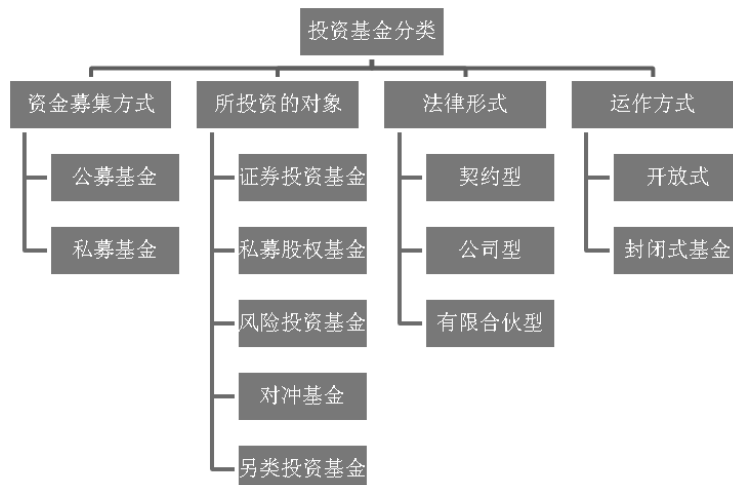 投资基金分类
资金募集方式
公募基金
私募基金
所投资的对象
证券投资基金
私募股权基金
风险投资基金
对冲基金
另类投资基金
法律形式
契约型
公司型
有限合伙型
运作方式
开放式
封闭式基金